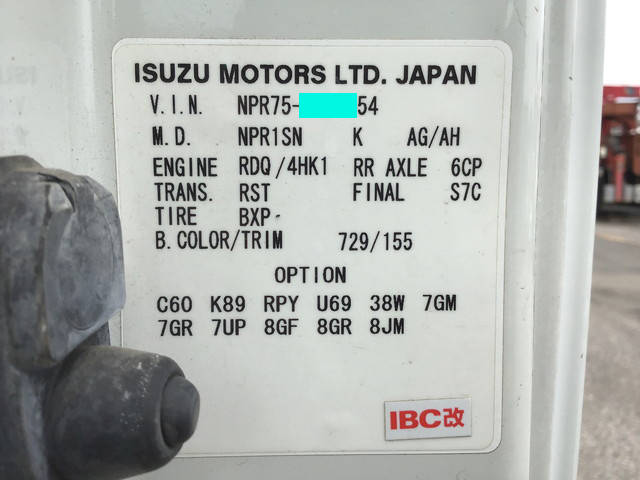 ISUZU MOTORS LTD. JAPAN
V.I.N. NPR75-54
M.D. NPR1SN K AG/AH
ENGINE RDQ/4HK1 RR AXLE 6CP
TRANS. RST FINAL S7C
TIRE BXP-
B.COLOR/TRIM 729/155
OPTION
C60 K89 RPY U69 38W 7GM
7GR 7UP 8GF 8GR 8JM
IBC改